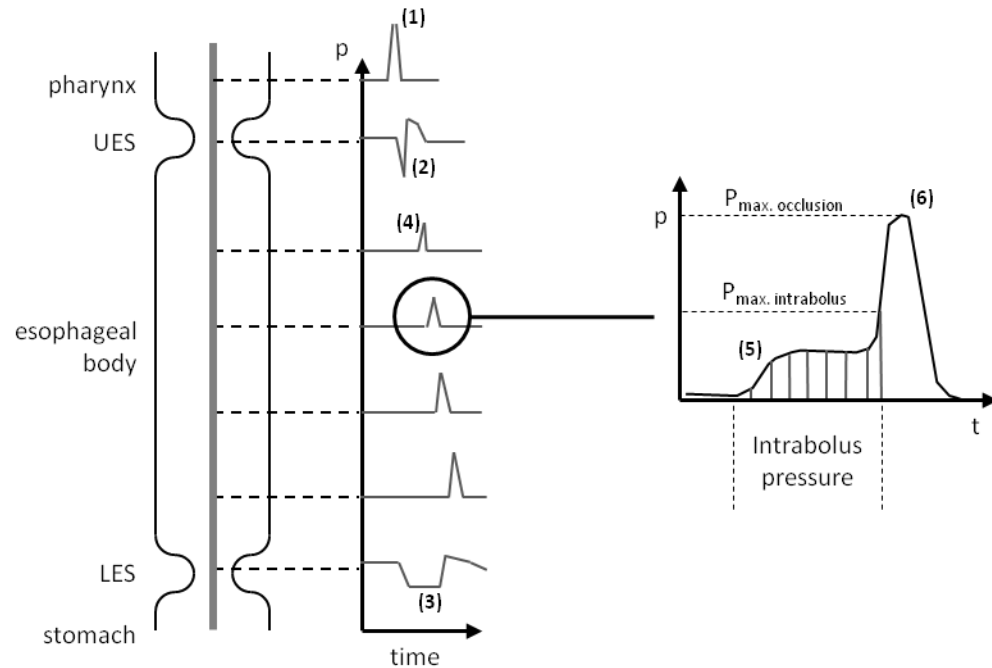 (1)
p
pharynx
UES
(2)
(4)
esophageal
body
LES
(3)
stomach
time
(6)
Pmax. occlusion
p
Pmax. intrabolus
(5)
t
Intrabolus
pressure